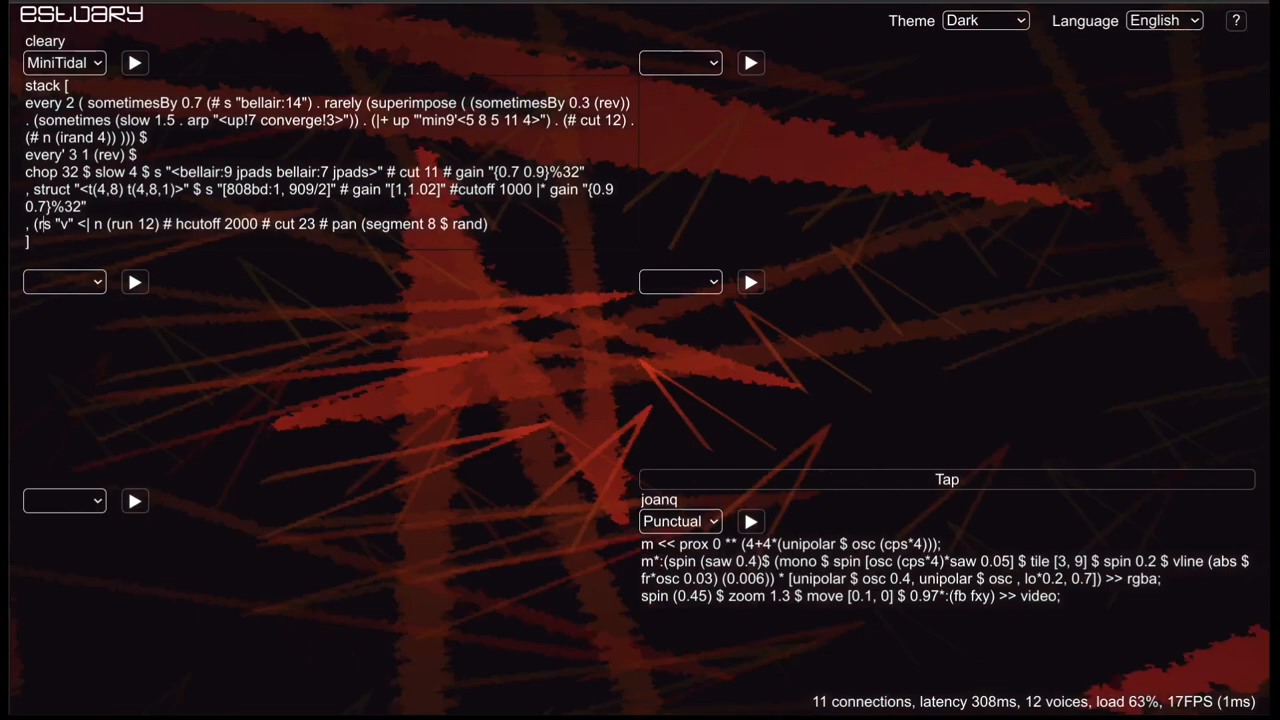 estuary
Theme Dark Language English ?
cleary
MiniTidal
stack [
every 2 ( sometimesBy 0.7 (# s "bellair:14") . rarely (superimpose ( (sometimesBy 0.3 (rev))
. (sometimes (slow 1.5 . arp "<up!7 converge!3>")) . (|+ up "'min9'<5 8 5 11 4>") . (# cut 12) .
(# n (irand 4)) ))) $
every' 3 1 (rev) $
chop 32 $ slow 4 $ s "<bellair:9 jpads bellair:7 jpads>" # cut 11 # gain "{0.7 0.9}%32"
, struct "<t(4,8) t(4,8,1)>" $ s "[808bd:1, 909/2]" # gain "[1,1.02]" #cutoff 1000 |* gain "{0.9
0.7}%32"
, (rs "v" <| n (run 12) # hcutoff 2000 # cut 23 # pan (segment 8 $ rand)
]
Tap
joanq
Punctual
m << prox 0 ** (4+4*(unipolar $ osc (cps*4)));
m*:(spin (saw 0.4)$ (mono $ spin [osc (cps*4)*saw 0.05] $ tile [3, 9] $ spin 0.2 $ vline (abs $
fr*osc 0.03) (0.006)) * [unipolar $ osc 0.4, unipolar $ osc , lo*0.2, 0.7]) >> rgba;
spin (0.45) $ zoom 1.3 $ move [0.1, 0] $ 0.97*:(fb fxy) >> video;
11 connections, latency 308ms, 12 voices, load 63%, 17FPS (1ms)